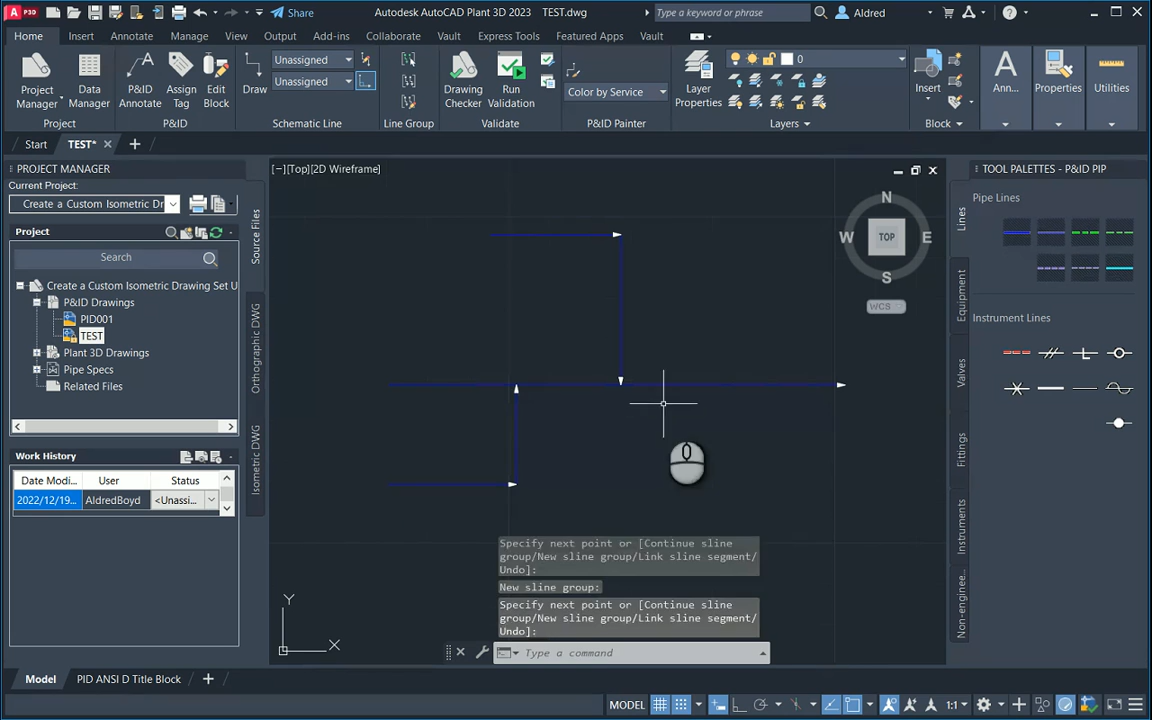 P3D
Share
Autodesk AutoCAD Plant 3D 2023 TEST.dwg
Type a keyword or phrase
Aldred
Home Insert Annotate Manage View Output Add-ins Collaborate Vault Express Tools Featured Apps Vault
Project
Manager
Data
Manager
Project
P&ID
Annotate
Assign
Tag
Edit
Block
P&ID
Draw
Unassigned
Unassigned
Schematic Line
Line Group
Drawing
Checker
Run
Validation
Validate
Color by Service
P&ID Painter
Layer
Properties
0
Layers
Insert
Block
Ann...
Properties
Utilities
Start
TEST*
PROJECT MANAGER
Current Project:
Create a Custom Isometric Dr
Project
Search
Create a Custom Isometric Drawing Set U
P&ID Drawings
PID001
TEST
Plant 3D Drawings
Pipe Specs
Related Files
Work History
Date Modi... User Status
2022/12/19... AldredBoyd <Unassi...
Source Files
Orthographic DWG
Isometric DWG
[−][Top][2D Wireframe]
N
W TOP E
S
WCS
Y
X
Specify next point or [Continue sline
group/New sline group/Link sline segment/
Undo]:
New sline group:
Specify next point or [Continue sline
group/New sline group/Link sline segment/
Undo]:
Type a command
TOOL PALETTES - P&ID PIP
Pipe Lines
Instrument Lines
Lines
Equipment
Valves
Fittings
Instruments
Non-enginee...
Model PID ANSI D Title Block
MODEL
1:1